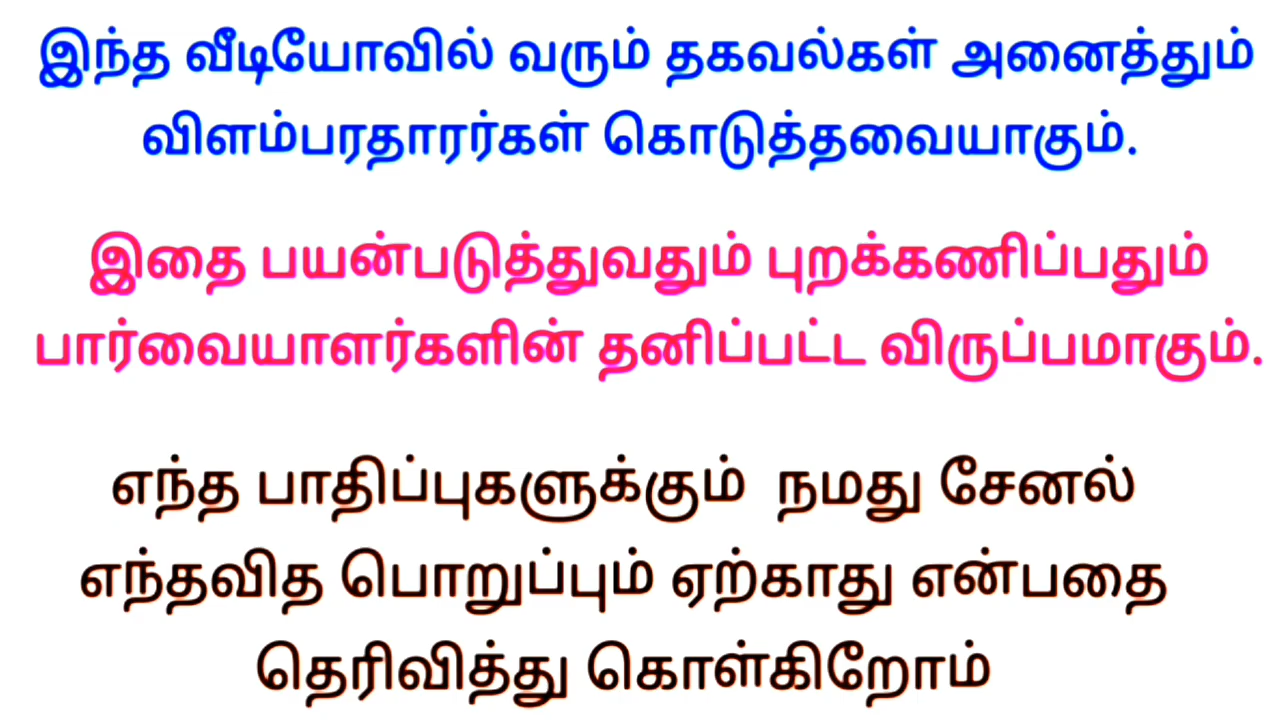 இந்த வீடியோவில் வரும் தகவல்கள் அனைத்தும்
விளம்பரதாரர்கள் கொடுத்தவையாகும்.
இதை பயன்படுத்துவதும் புறக்கணிப்பதும்
பார்வையாளர்களின் தனிப்பட்ட விருப்பமாகும்.
எந்த பாதிப்புகளுக்கும் நமது சேனல்
எந்தவித பொறுப்பும் ஏற்காது என்பதை
தெரிவித்து கொள்கிறோம்